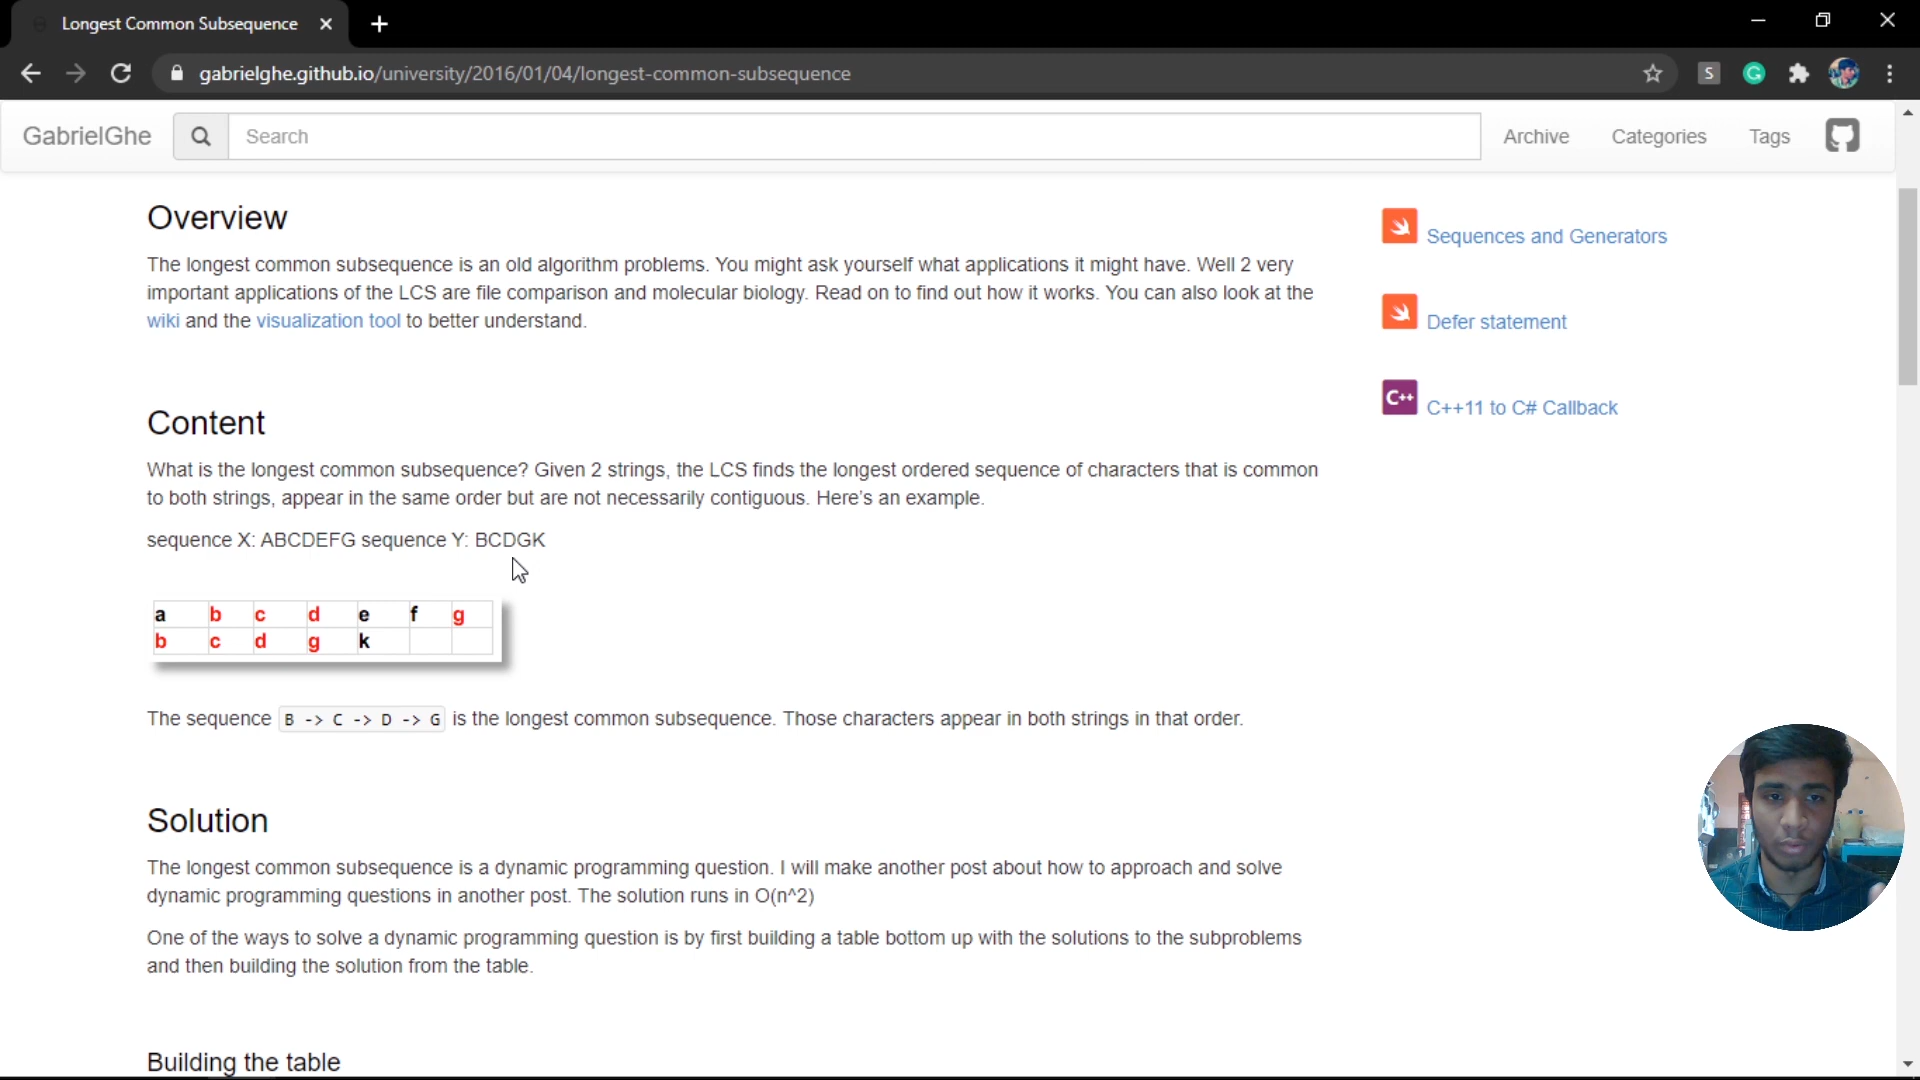 Longest Common Subsequence
gabrielghe.github.io/university/2016/01/04/longest-common-subsequence
S
G
GabrielGhe
Search
Archive
Categories
Tags
Overview
The longest common subsequence is an old algorithm problems. You might ask yourself what applications it might have. Well 2 very
important applications of the LCS are file comparison and molecular biology. Read on to find out how it works. You can also look at the
wiki and the visualization tool to better understand.
Sequences and Generators
Defer statement
C++
C++11 to C# Callback
Content
What is the longest common subsequence? Given 2 strings, the LCS finds the longest ordered sequence of characters that is common
to both strings, appear in the same order but are not necessarily contiguous. Here's an example.
sequence X: ABCDEFG sequence Y: BCDGK
a b c d e f g
b c d g k
The sequence B -> C -> D -> G is the longest common subsequence. Those characters appear in both strings in that order.
Solution
The longest common subsequence is a dynamic programming question. I will make another post about how to approach and solve
dynamic programming questions in another post. The solution runs in O(n^2)
One of the ways to solve a dynamic programming question is by first building a table bottom up with the solutions to the subproblems
and then building the solution from the table.
Building the table